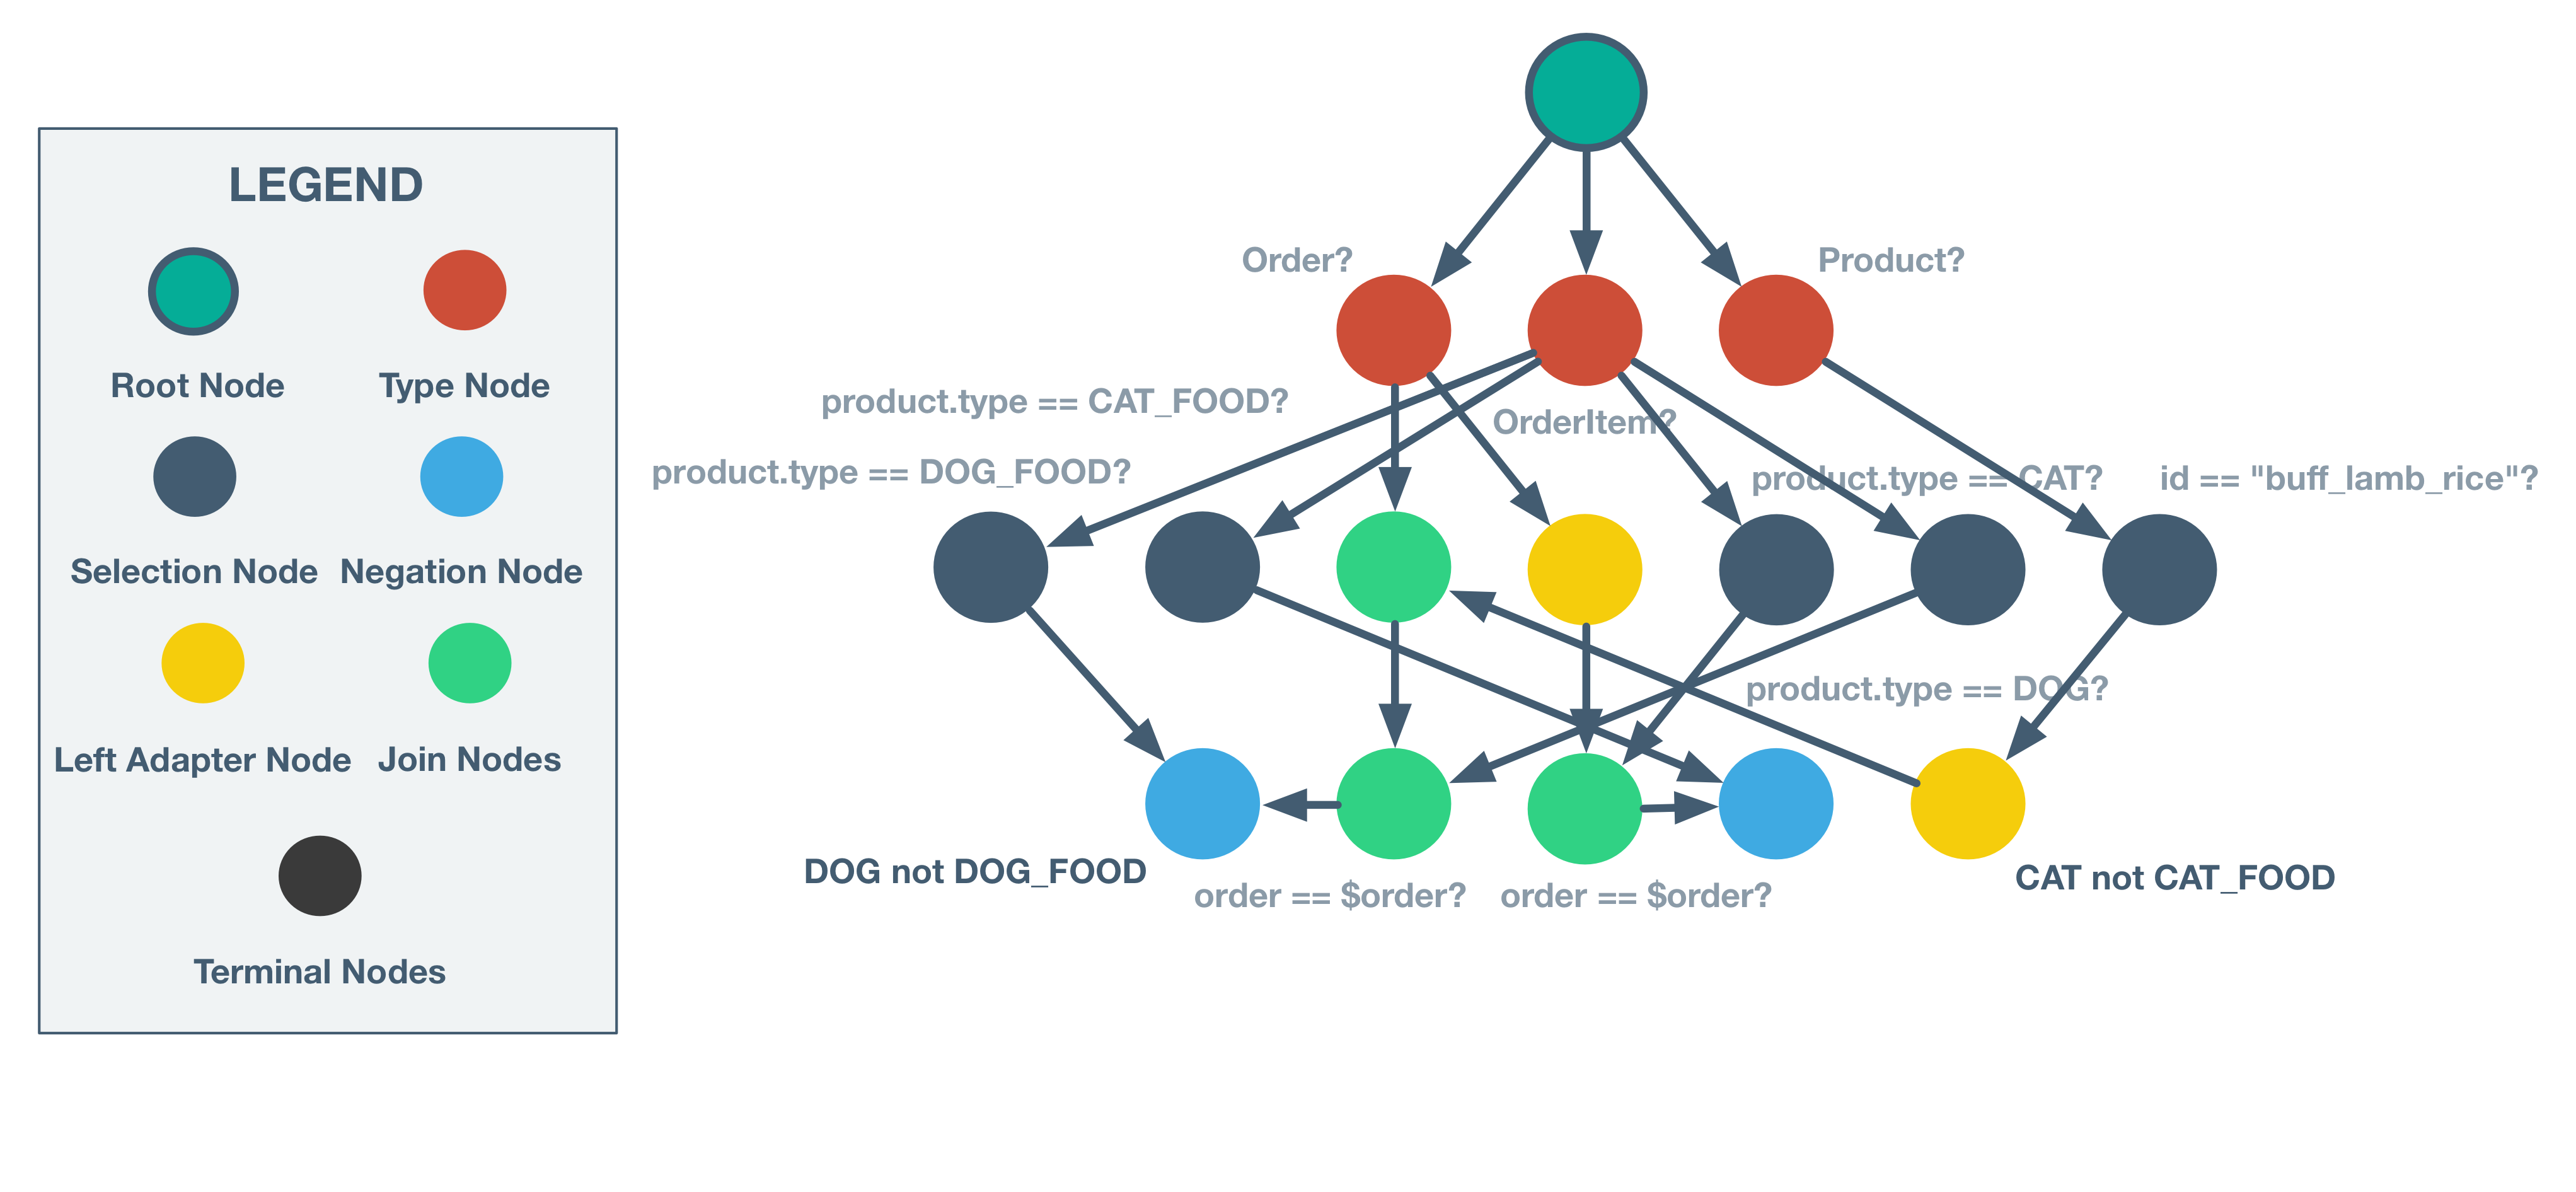 LEGEND
Root Node
Type Node
Selection Node
Negation Node
Left Adapter Node
Join Nodes
Terminal Nodes
Order?
Product?
product.type == CAT_FOOD?
OrderItem?
product.type == DOG_FOOD?
product.type == CAT?
id == "buff_lamb_rice"?
product.type == DOG?
DOG not DOG_FOOD
order == $order?
order == $order?
CAT not CAT_FOOD